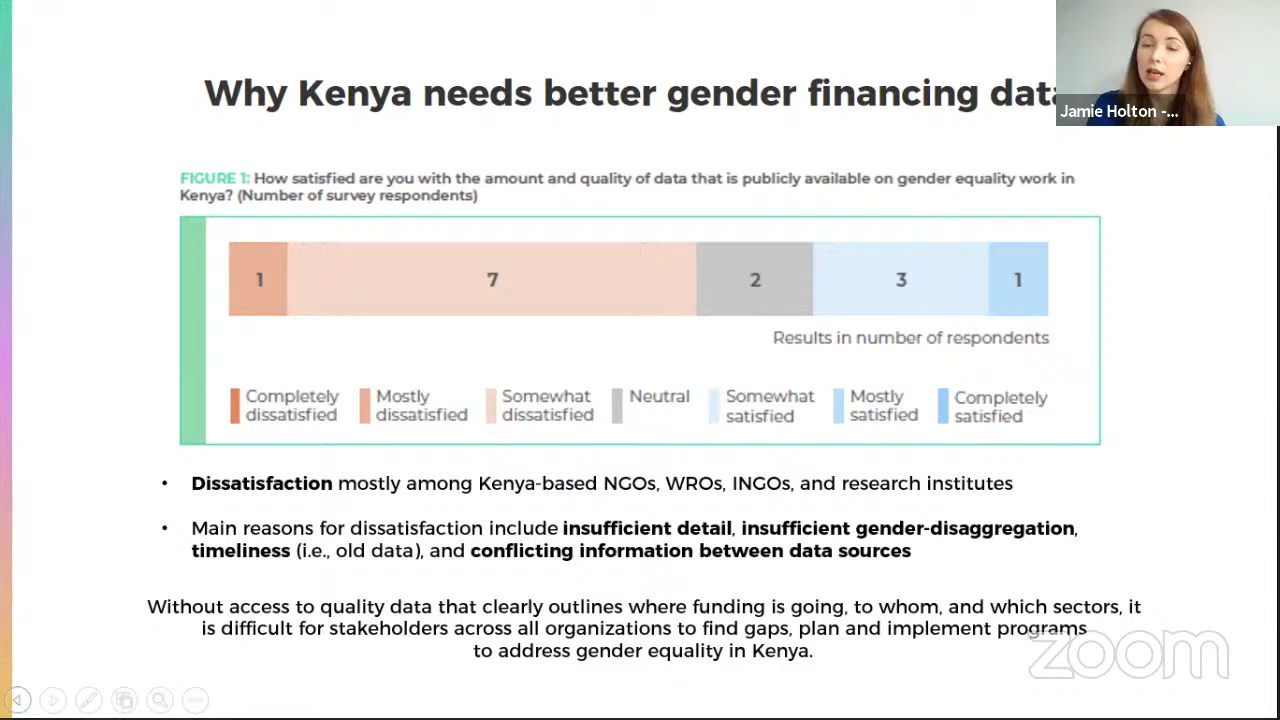 Why Kenya needs better gender financing data
Jamie Holton -...
FIGURE 1: How satisfied are you with the amount and quality of data that is publicly available on gender equality work in
Kenya? (Number of survey respondents)
1 7 2 3 1
Results in number of respondents
Completely dissatisfied
Mostly dissatisfied
Somewhat dissatisfied
Neutral
Somewhat satisfied
Mostly satisfied
Completely satisfied
• Dissatisfaction mostly among Kenya-based NGOs, WROs, INGOs, and research institutes
• Main reasons for dissatisfaction include insufficient detail, insufficient gender-disaggregation,
timeliness (i.e., old data), and conflicting information between data sources
Without access to quality data that clearly outlines where funding is going, to whom, and which sectors, it
is difficult for stakeholders across all organizations to find gaps, plan and implement programs
to address gender equality in Kenya.
zoom